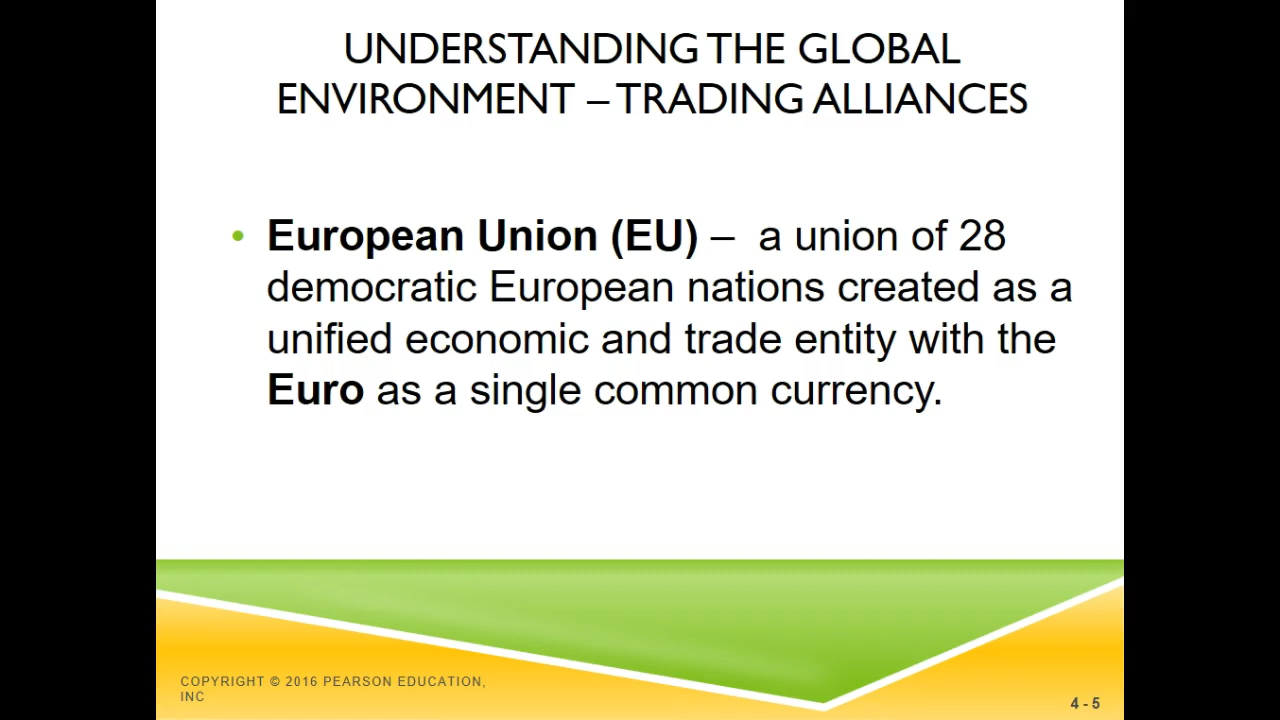 UNDERSTANDING THE GLOBAL
ENVIRONMENT – TRADING ALLIANCES
• European Union (EU) – a union of 28
democratic European nations created as a
unified economic and trade entity with the
Euro as a single common currency.
COPYRIGHT © 2016 PEARSON EDUCATION,
INC
4 - 5